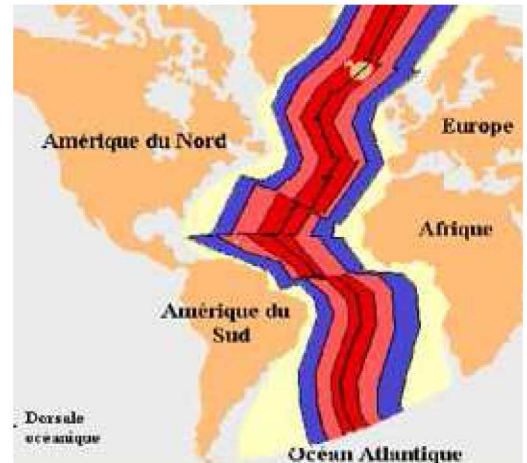 Amérique du Nord
Europe
Afrique
Amérique du
Sud
Dorsale
océanique
Océan Atlantique